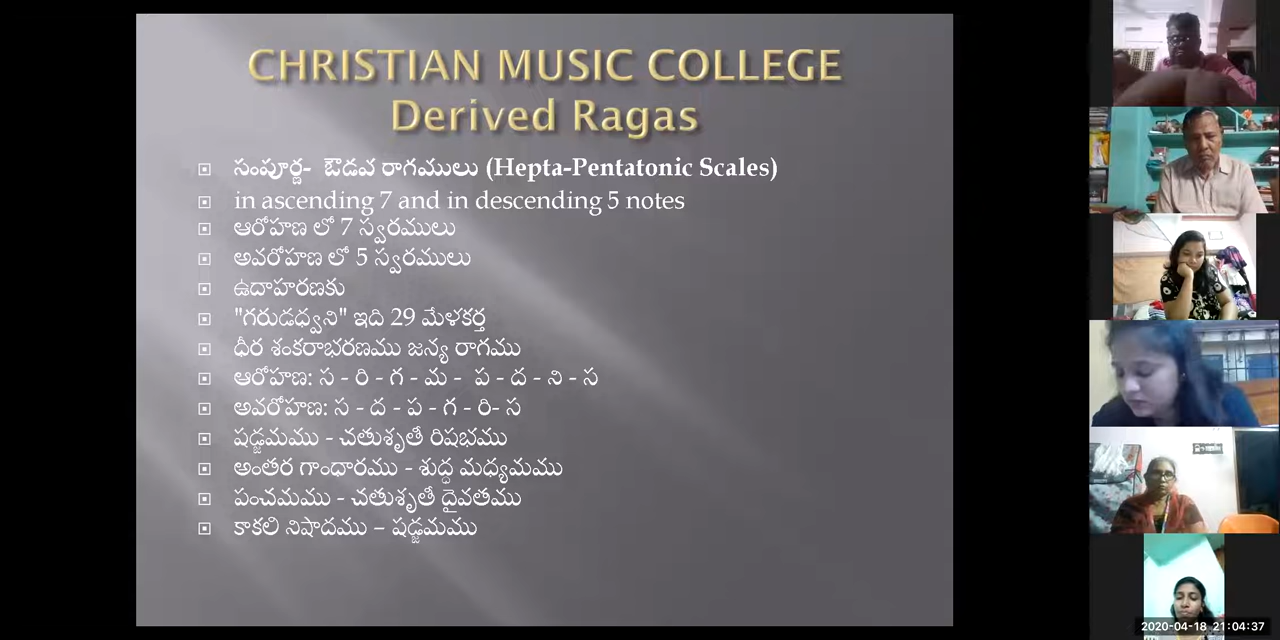 CHRISTIAN MUSIC COLLEGE
Derived Ragas
సంపూర్ణ- ఔడవ రాగములు (Hepta-Pentatonic Scales)
in ascending 7 and in descending 5 notes
ఆరోహణ లో 7 స్వరములు
అవరోహణ లో 5 స్వరములు
ఉదాహరణకు
"గరుడధ్వని" ఇది 29 మేళకర్త
ధీర శంకరాభరణము జన్య రాగము
ఆరోహణ: స - రి - గ - మ - ప - ద - ని - స
అవరోహణ: స - ద - ప - గ - రి- స
షడ్జమము - చతుశృతీ రిషభము
అంతర గాంధారము - శుద్ధ మధ్యమము
పంచమము - చతుశృతీ దైవతము
కాకలి నిషాదము – షడ్జమము
2020-04-18 21:04:37